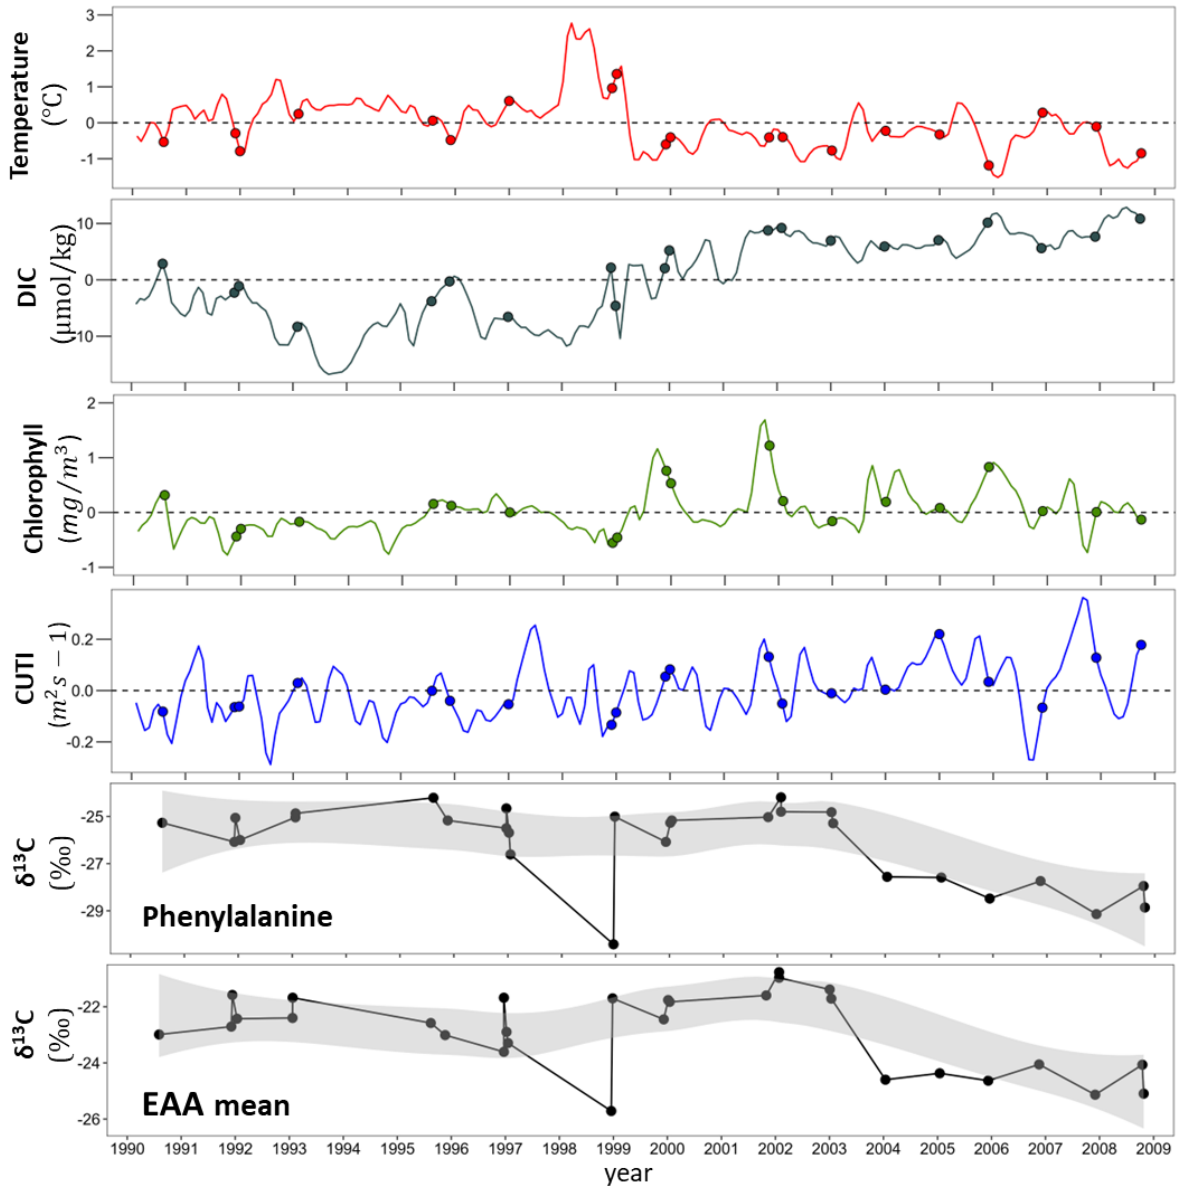 Temperature
(°C)
3
2
1
0
-1
DIC
(μmol/kg)
10
0
-10
Chlorophyll
(mg/m³)
2
1
0
-1
CUTI
(m²s − 1)
0.2
0.0
-0.2
δ¹³C
(‰)
-25
-27
-29
Phenylalanine
δ¹³C
(‰)
-22
-24
-26
EAA mean
1990 1991 1992 1993 1994 1995 1996 1997 1998 1999 2000 2001 2002 2003 2004 2005 2006 2007 2008 2009
year